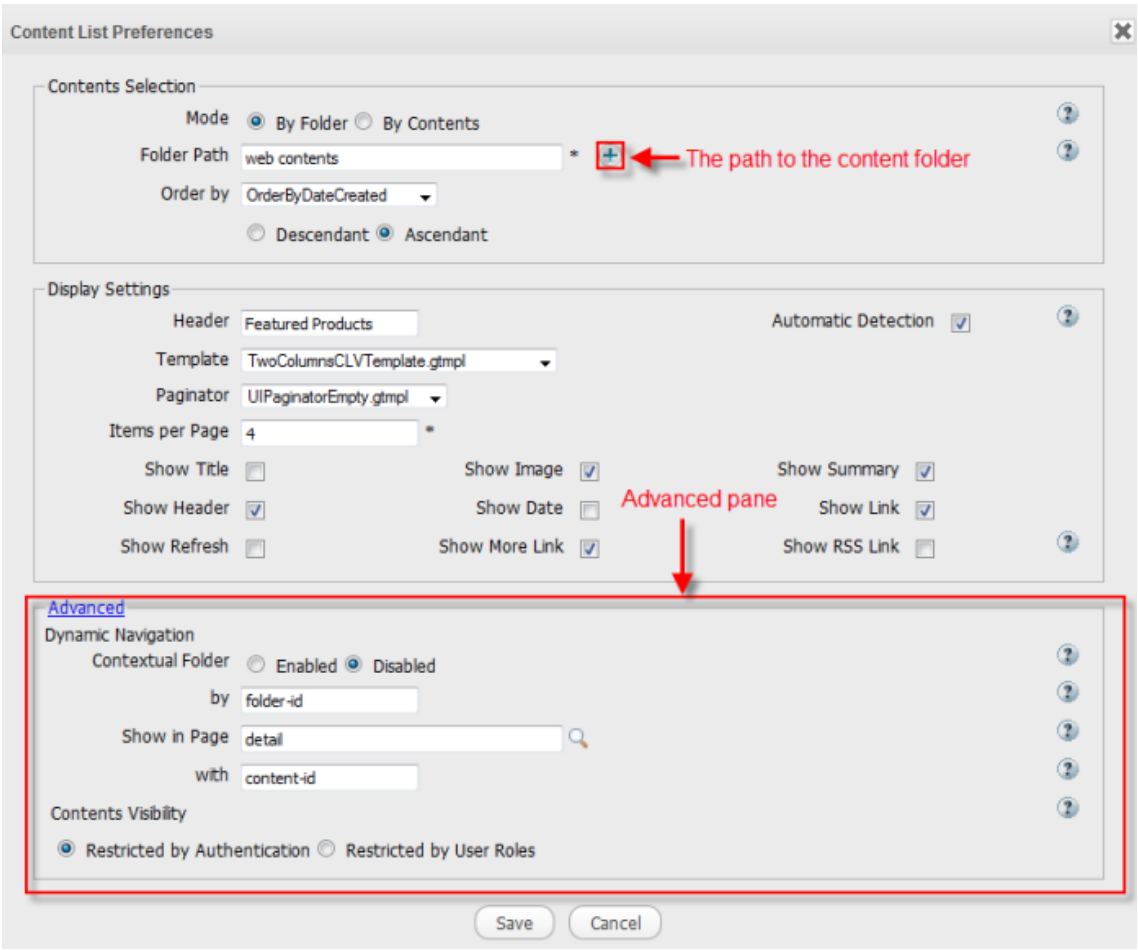 Content List Preferences
Contents Selection
Mode By Folder By Contents
Folder Path web contents * The path to the content folder
Order by OrderByDateCreated
Descendant Ascendant
Display Settings
Header Featured Products Automatic Detection
Template TwoColumnsCLVTemplate.gtmpl
Paginator UIPaginatorEmpty.gtmpl
Items per Page 4 *
Show Title Show Image Show Summary
Advanced pane
Show Header Show Date Show Link
Show Refresh Show More Link Show RSS Link
Advanced
Dynamic Navigation
Contextual Folder Enabled Disabled
by folder-id
Show in Page detail
with content-id
Contents Visibility
Restricted by Authentication Restricted by User Roles
Save Cancel